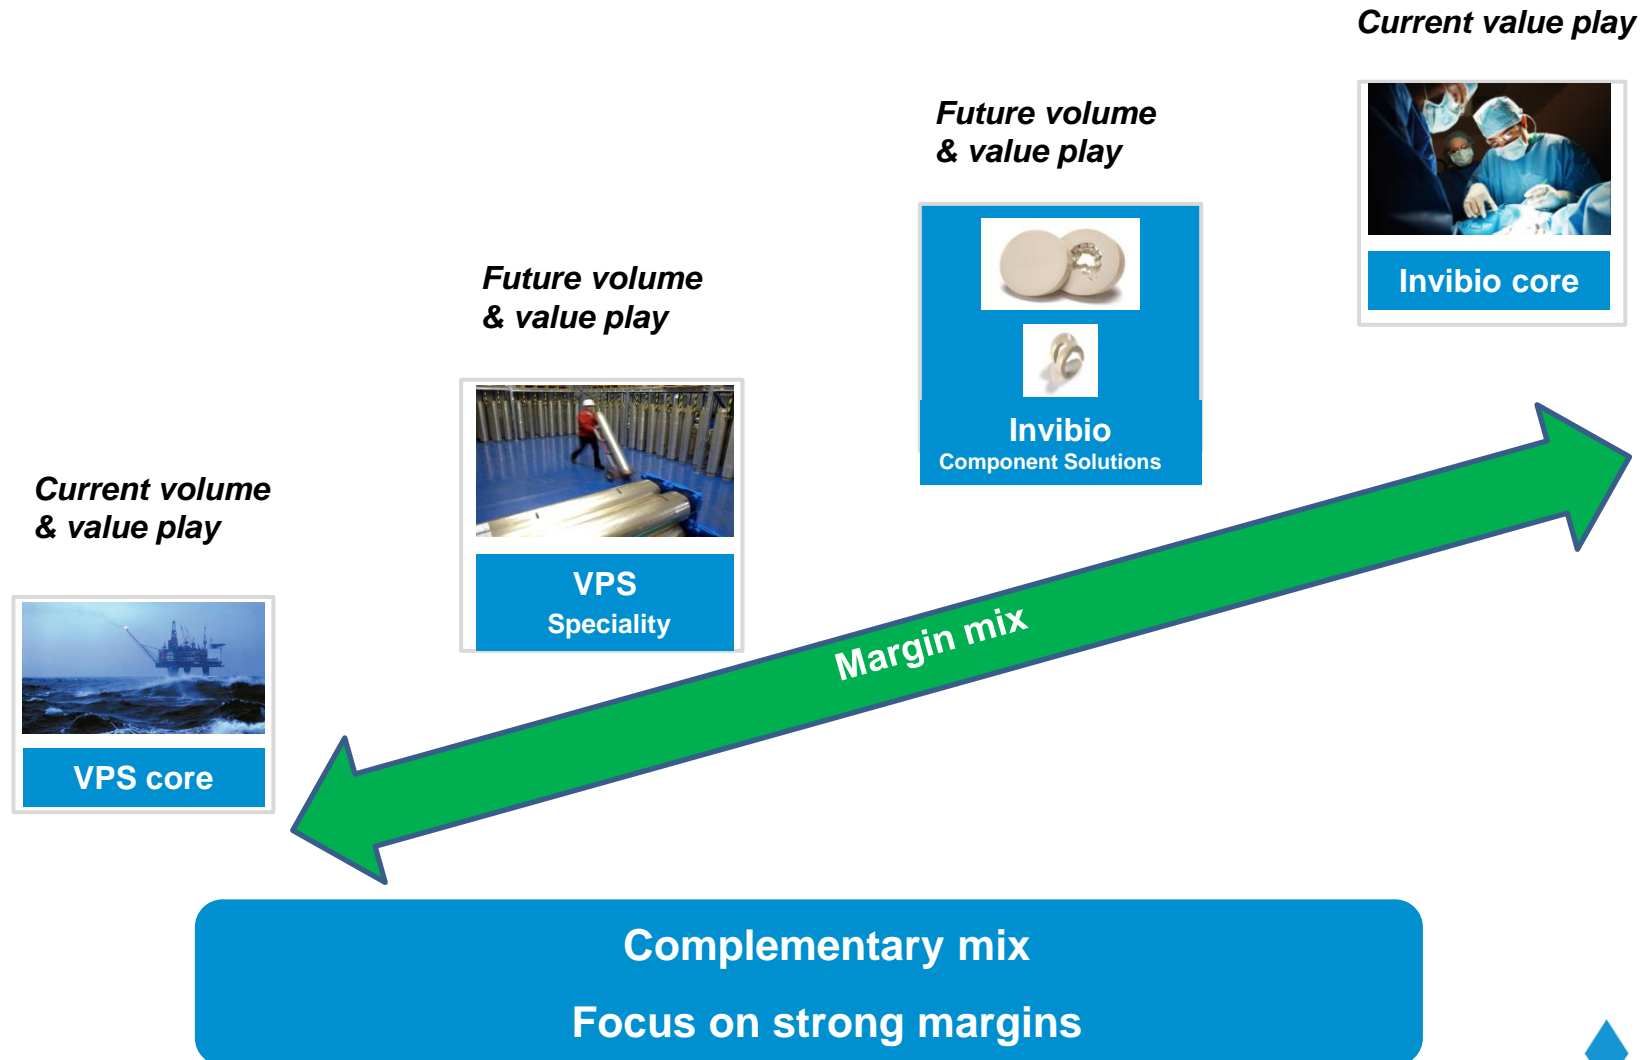 Current value play
Invibio core
Future volume
& value play
Invibio
Component Solutions
Future volume
& value play
VPS
Speciality
Current volume
& value play
VPS core
Margin mix
Complementary mix
Focus on strong margins